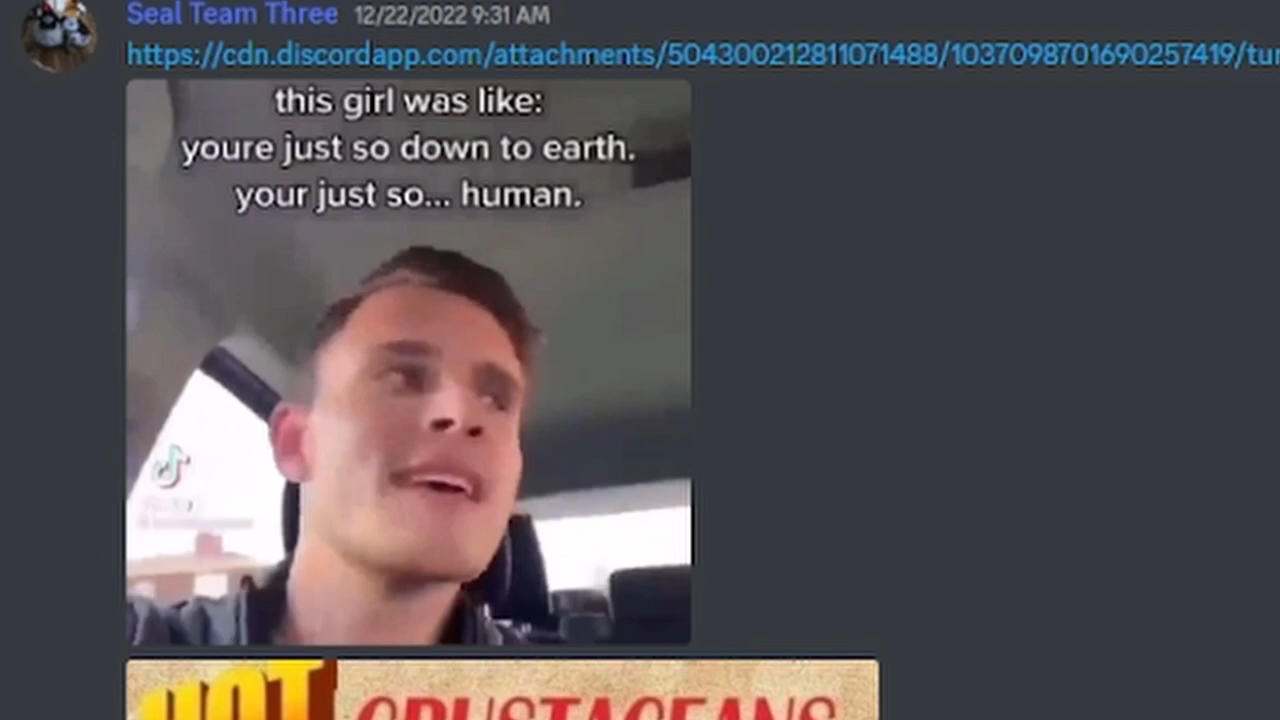 Seal Team Three 12/22/2022 9:31 AM
https://cdn.discordapp.com/attachments/504300212811071488/1037098701690257419/tur
this girl was like:
youre just so down to earth.
your just so... human.
HOT CRUSTACEANS